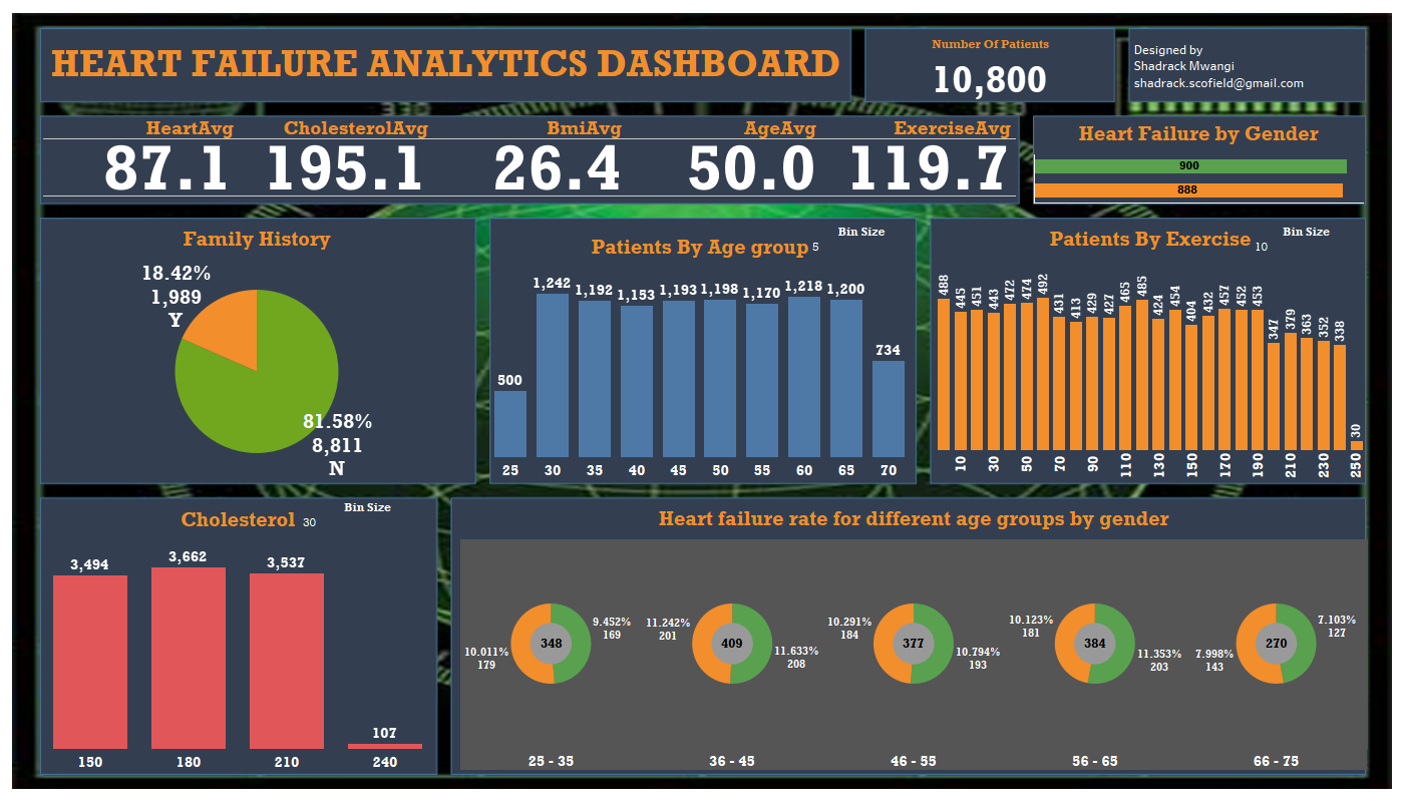 HEART FAILURE ANALYTICS DASHBOARD
Number Of Patients
10,800
Designed by
Shadrack Mwangi
shadrack.scofield@gmail.com
HeartAvg CholesterolAvg BmiAvg AgeAvg ExerciseAvg
87.1 195.1 26.4 50.0 119.7
Heart Failure by Gender
900
888
Family History
18.42%
1,989
Y
81.58%
8,811
N
Bin Size
Patients By Age group 5
500 1,242 1,192 1,153 1,193 1,198 1,170 1,218 1,200 734
25 30 35 40 45 50 55 60 65 70
Bin Size
Patients By Exercise 10
488 445 451 443 472 474 492 431 413 429 427 465 485 424 454 404 432 457 452 453 347 379 363 352 338 30
10 30 50 70 90 110 130 150 170 190 210 230 250
Bin Size
Cholesterol 30
3,494 3,662 3,537 107
150 180 210 240
Heart failure rate for different age groups by gender
9.452%
169
348
10.011%
179
11.242%
201
409
11.633%
208
10.291%
184
377
10.794%
193
10.123%
181
384
11.353%
203
7.103%
127
270
7.998%
143
25 - 35 36 - 45 46 - 55 56 - 65 66 - 75